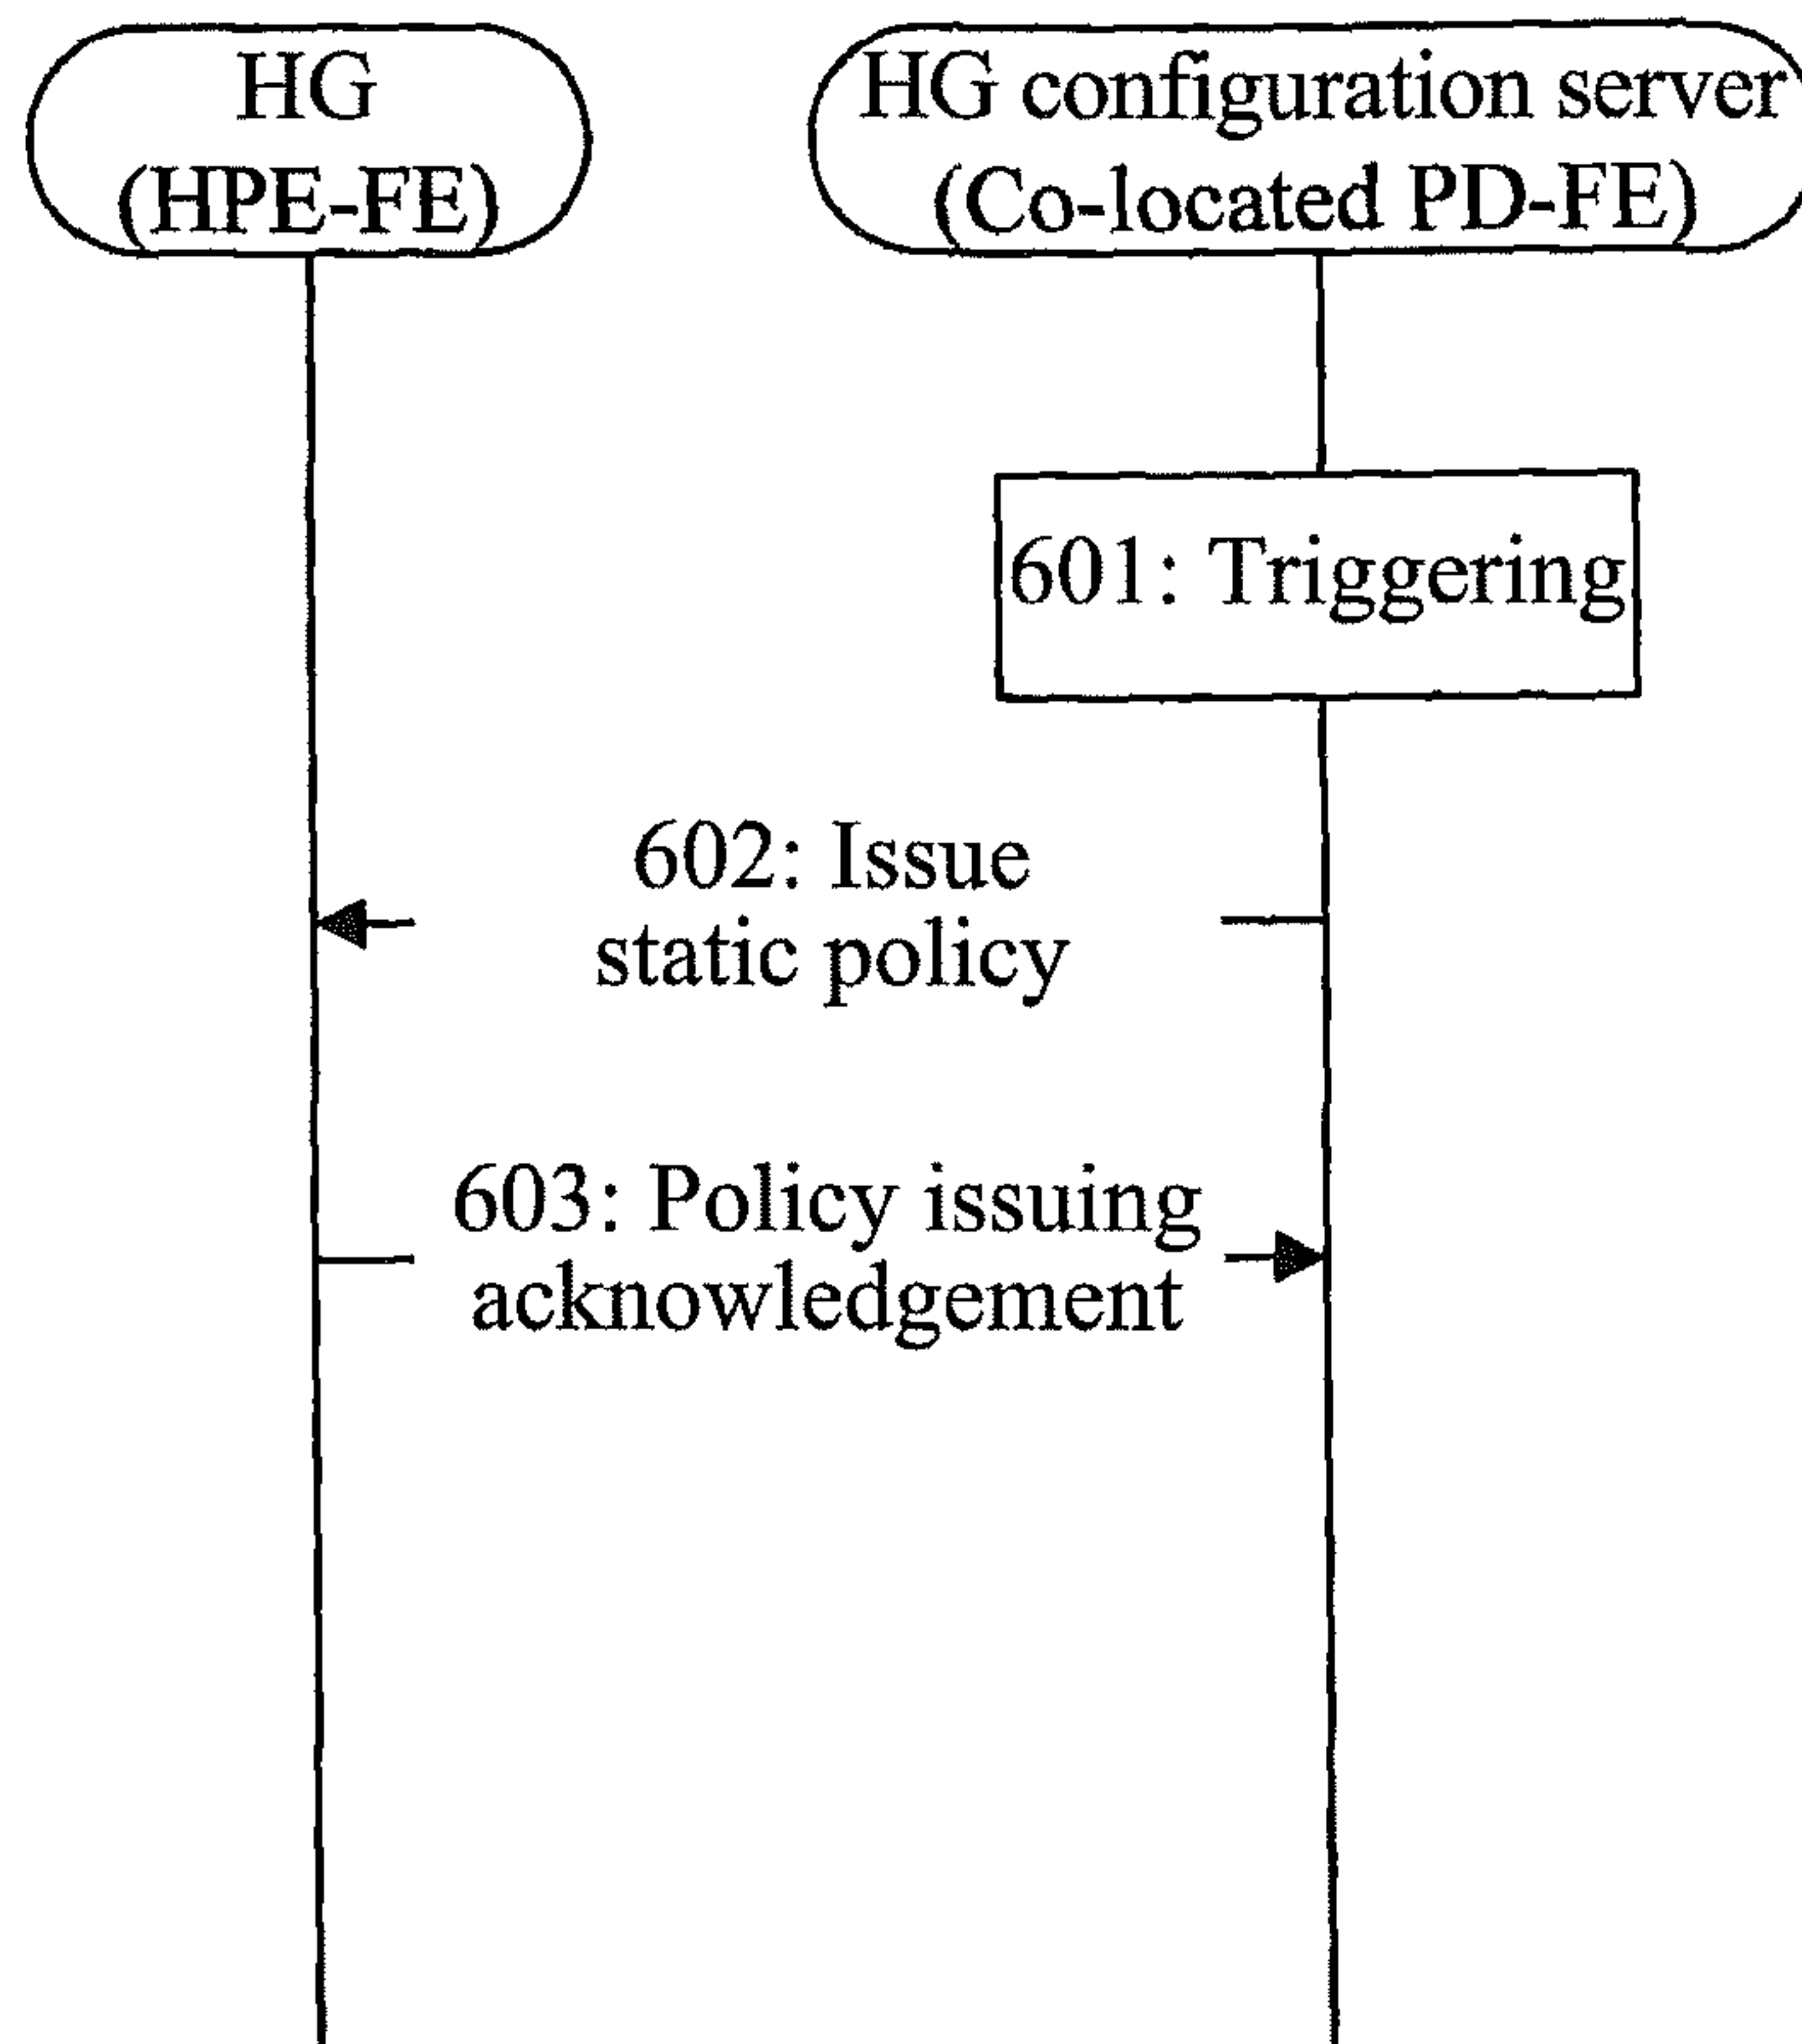 HG
(HPE-FE)
HG configuration server
(Co-located PD-FE)
601: Triggering
602: Issue
static policy
603: Policy issuing
acknowledgement